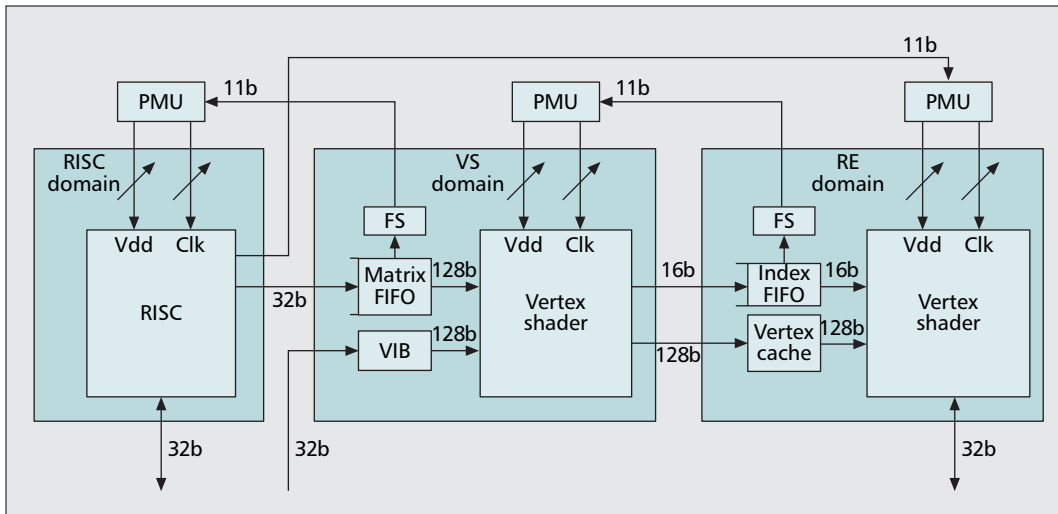 11b
11b
11b
PMU
PMU
PMU
RISC
domain
VS
domain
RE
domain
FS
FS
Vdd
Clk
Vdd
Clk
Vdd
Clk
Matrix
FIFO
128b
16b
Index
FIFO
16b
32b
RISC
Vertex
shader
Vertex
shader
VIB
128b
128b
Vertex
cache
128b
32b
32b
32b